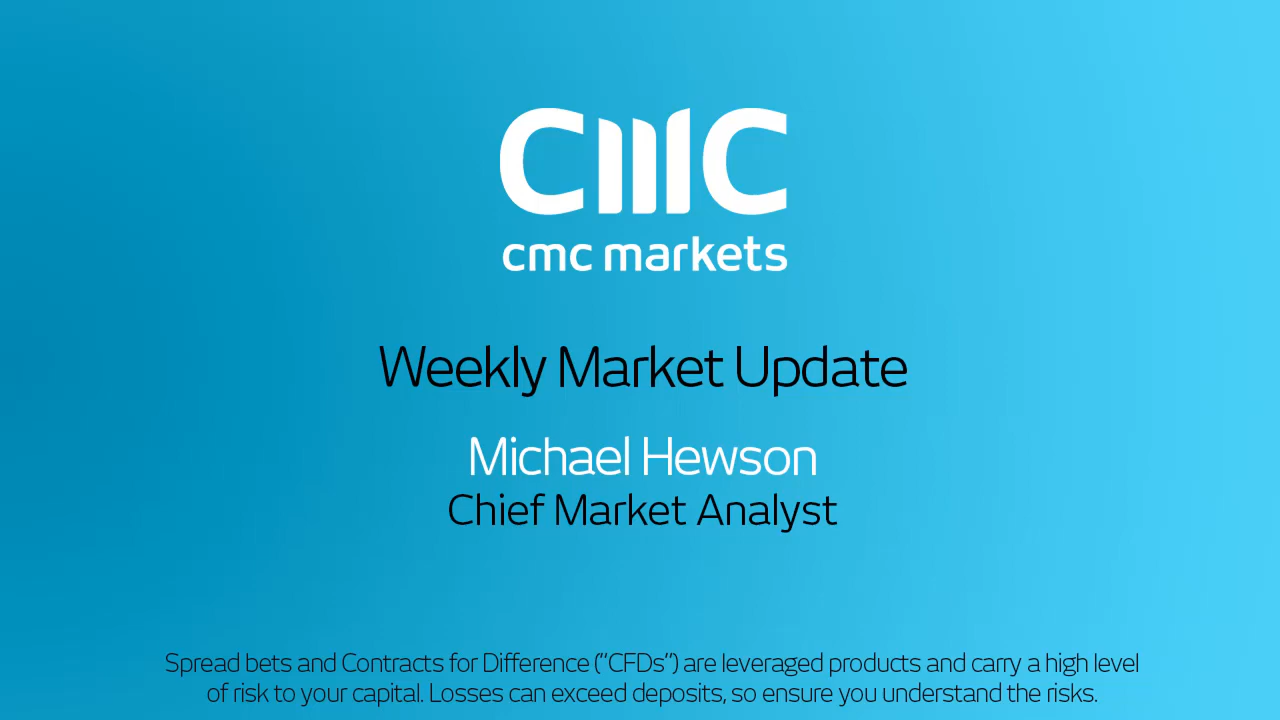 CMC
cmc markets
Weekly Market Update
Michael Hewson
Chief Market Analyst
Spread bets and Contracts for Difference (”CFDs”) are leveraged products and carry a high level
of risk to your capital. Losses can exceed deposits, so ensure you understand the risks.